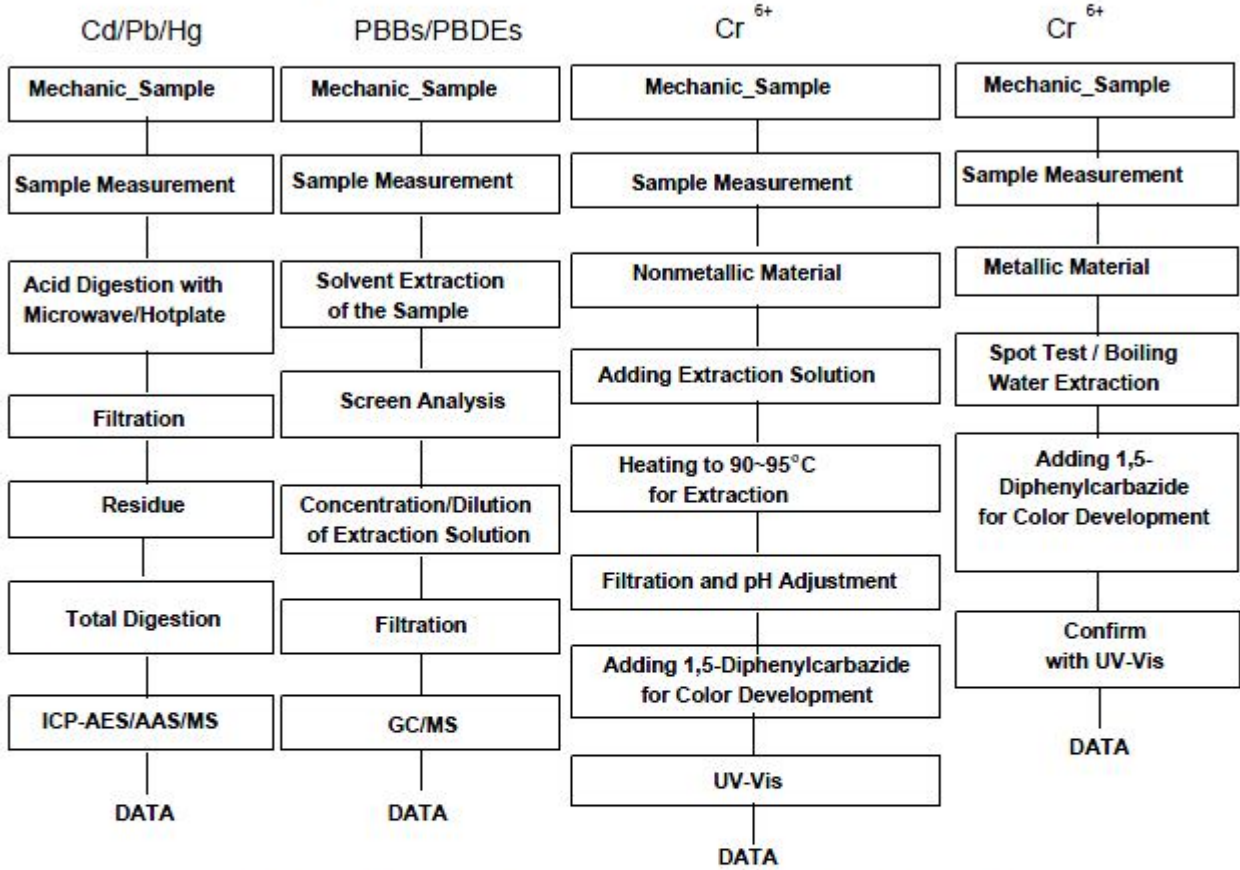 Cd/Pb/Hg
Mechanic_Sample
Sample Measurement
Acid Digestion with
Microwave/Hotplate
Filtration
Residue
Total Digestion
ICP-AES/AAS/MS
DATA
PBBs/PBDEs
Mechanic_Sample
Sample Measurement
Solvent Extraction
of the Sample
Screen Analysis
Concentration/Dilution
of Extraction Solution
Filtration
GC/MS
DATA
Cr 6+
Mechanic_Sample
Sample Measurement
Nonmetallic Material
Adding Extraction Solution
Heating to 90~95°C
for Extraction
Filtration and pH Adjustment
Adding 1,5-Diphenylcarbazide
for Color Development
UV-Vis
DATA
Cr 6+
Mechanic_Sample
Sample Measurement
Metallic Material
Spot Test / Boiling
Water Extraction
Adding 1,5-
Diphenylcarbazide
for Color Development
Confirm
with UV-Vis
DATA